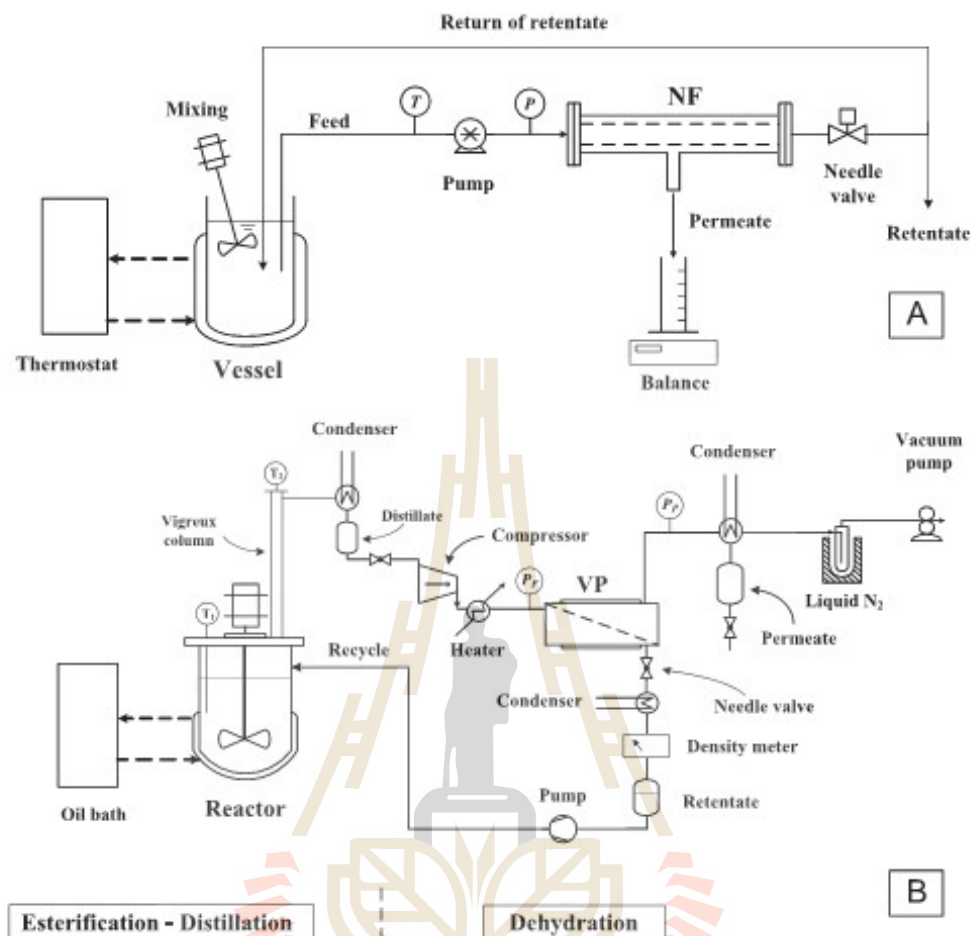 Return of retentate
Mixing
Feed
T
P
NF
Pump
Needle
valve
Permeate
Retentate
A
Thermostat
Vessel
Balance
Condenser
Condenser
Vacuum
pump
T₂
Distillate
Vigreux
column
Compressor
P_P
P_F
VP
Liquid N₂
T₁
Permeate
Recycle
Heater
Condenser
Needle valve
Density meter
Oil bath
Reactor
Pump
Retentate
B
Esterification - Distillation
Dehydration